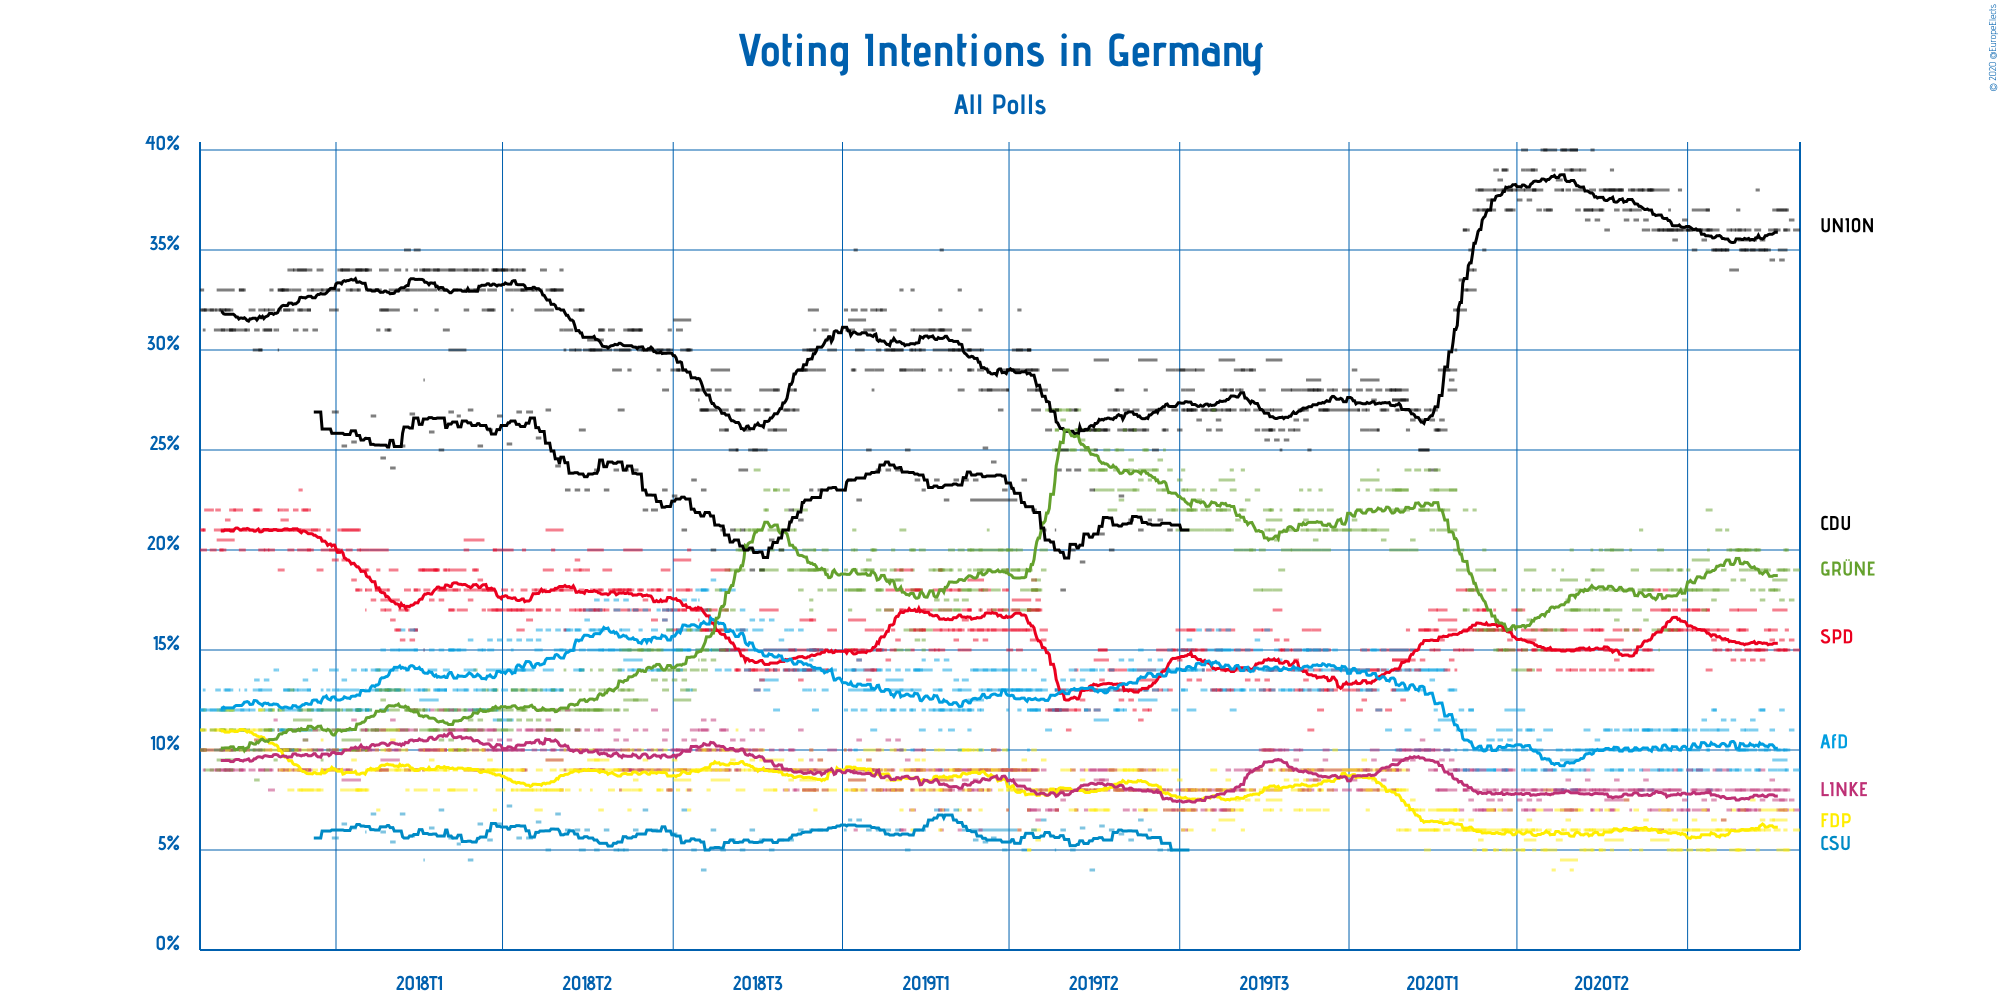 © 2020 @EuropeElects
Voting Intentions in Germany
All Polls
40%
35%
30%
25%
20%
15%
10%
5%
0%
UNION
CDU
GRÜNE
SPD
AfD
LINKE
FDP
CSU
2018T1 2018T2 2018T3 2019T1 2019T2 2019T3 2020T1 2020T2